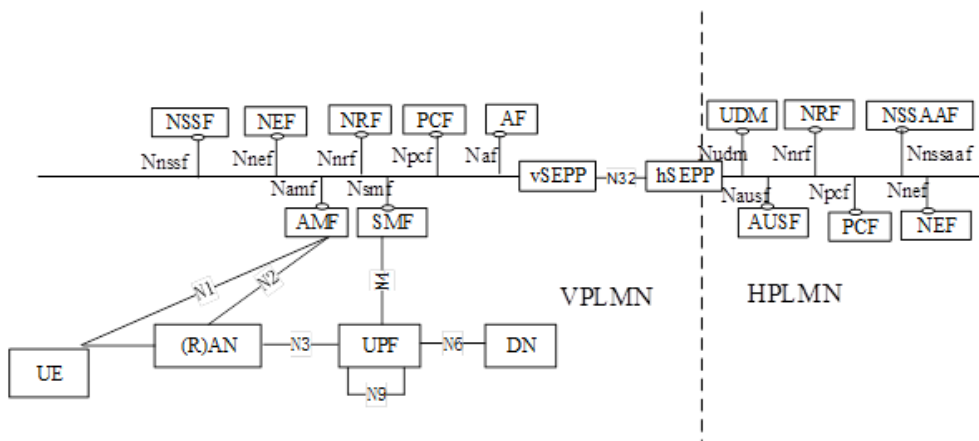 NSSF NEF NRF PCF AF UDM NRF NSSAAF
Nnssf Nnef Nnrf Npcf Naf Nudm Nnrf Nnssaaf
vSEPP N32 hSEPP
Namf Nsmf Nausf Npcf Nnef
AMF SMF AUSF PCF NEF
N1 N2 N4 VPLMN HPLMN
UE (R)AN N3 UPF N6 DN
N9